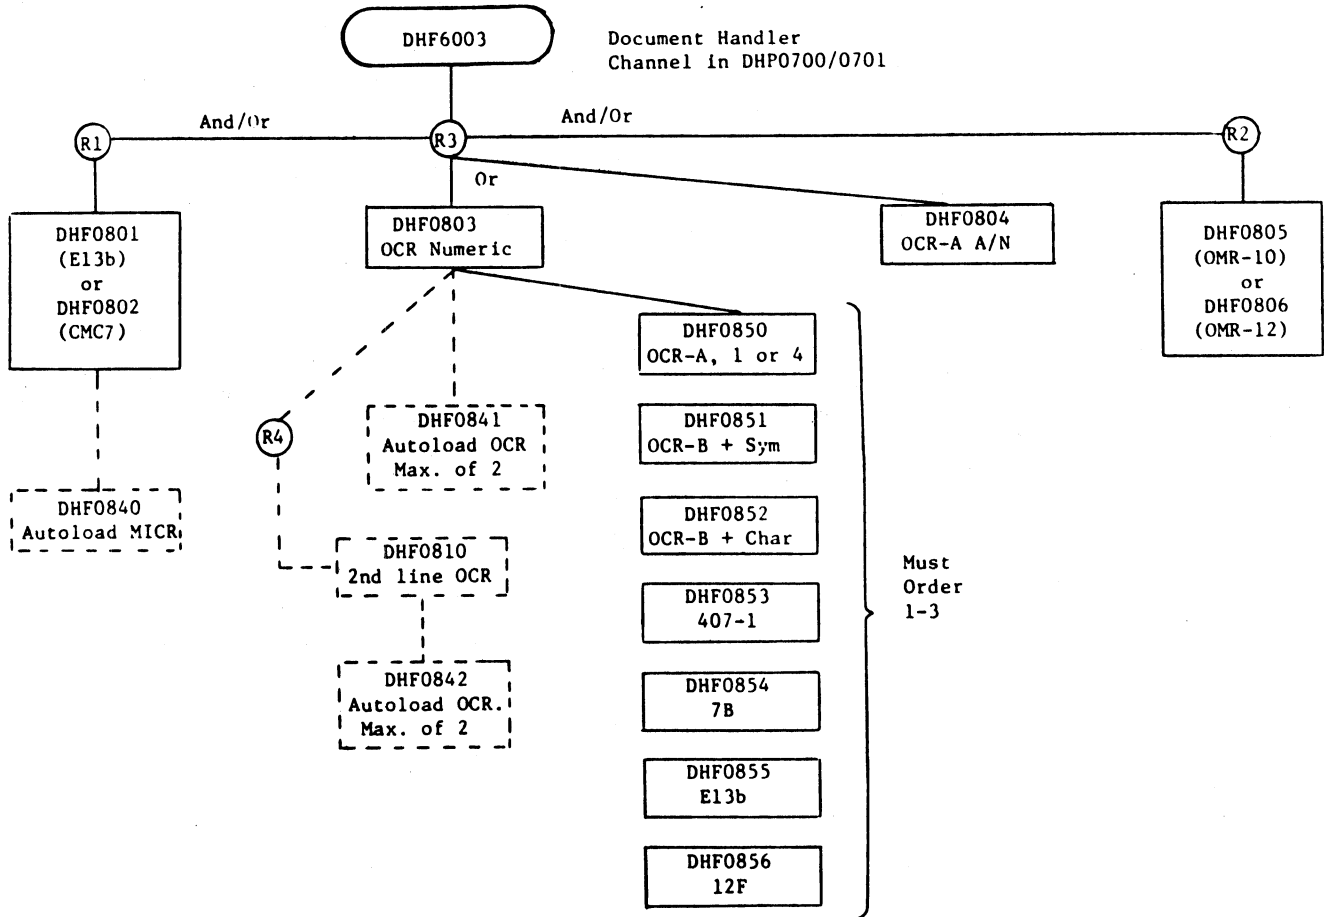 DHF6003
Document Handler
Channel in DHP0700/0701
And/Or
And/Or
R1
R3
R2
Or
DHF0801
(E13b)
or
DHF0802
(CMC7)
DHF0803
OCR Numeric
DHF0804
OCR-A A/N
DHF0805
(OMR-10)
or
DHF0806
(OMR-12)
DHF0850
OCR-A, 1 or 4
R4
DHF0841
Autoload OCR
Max. of 2
DHF0851
OCR-B + Sym
DHF0840
Autoload MICR
DHF0852
OCR-B + Char
DHF0810
2nd line OCR
Must
Order
1-3
DHF0853
407-1
DHF0842
Autoload OCR.
Max. of 2
DHF0854
7B
DHF0855
E13b
DHF0856
12F